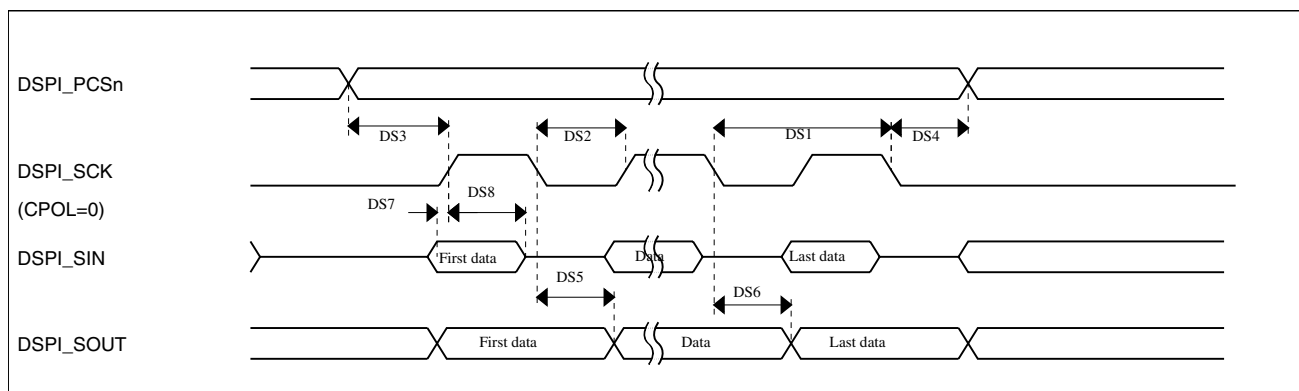 DSPI_PCSn
DS3
DS2
DS1
DS4
DSPI_SCK
(CPOL=0)
DS7
DS8
DSPI_SIN
First data
Data
Last data
DS5
DS6
DSPI_SOUT
First data
Data
Last data